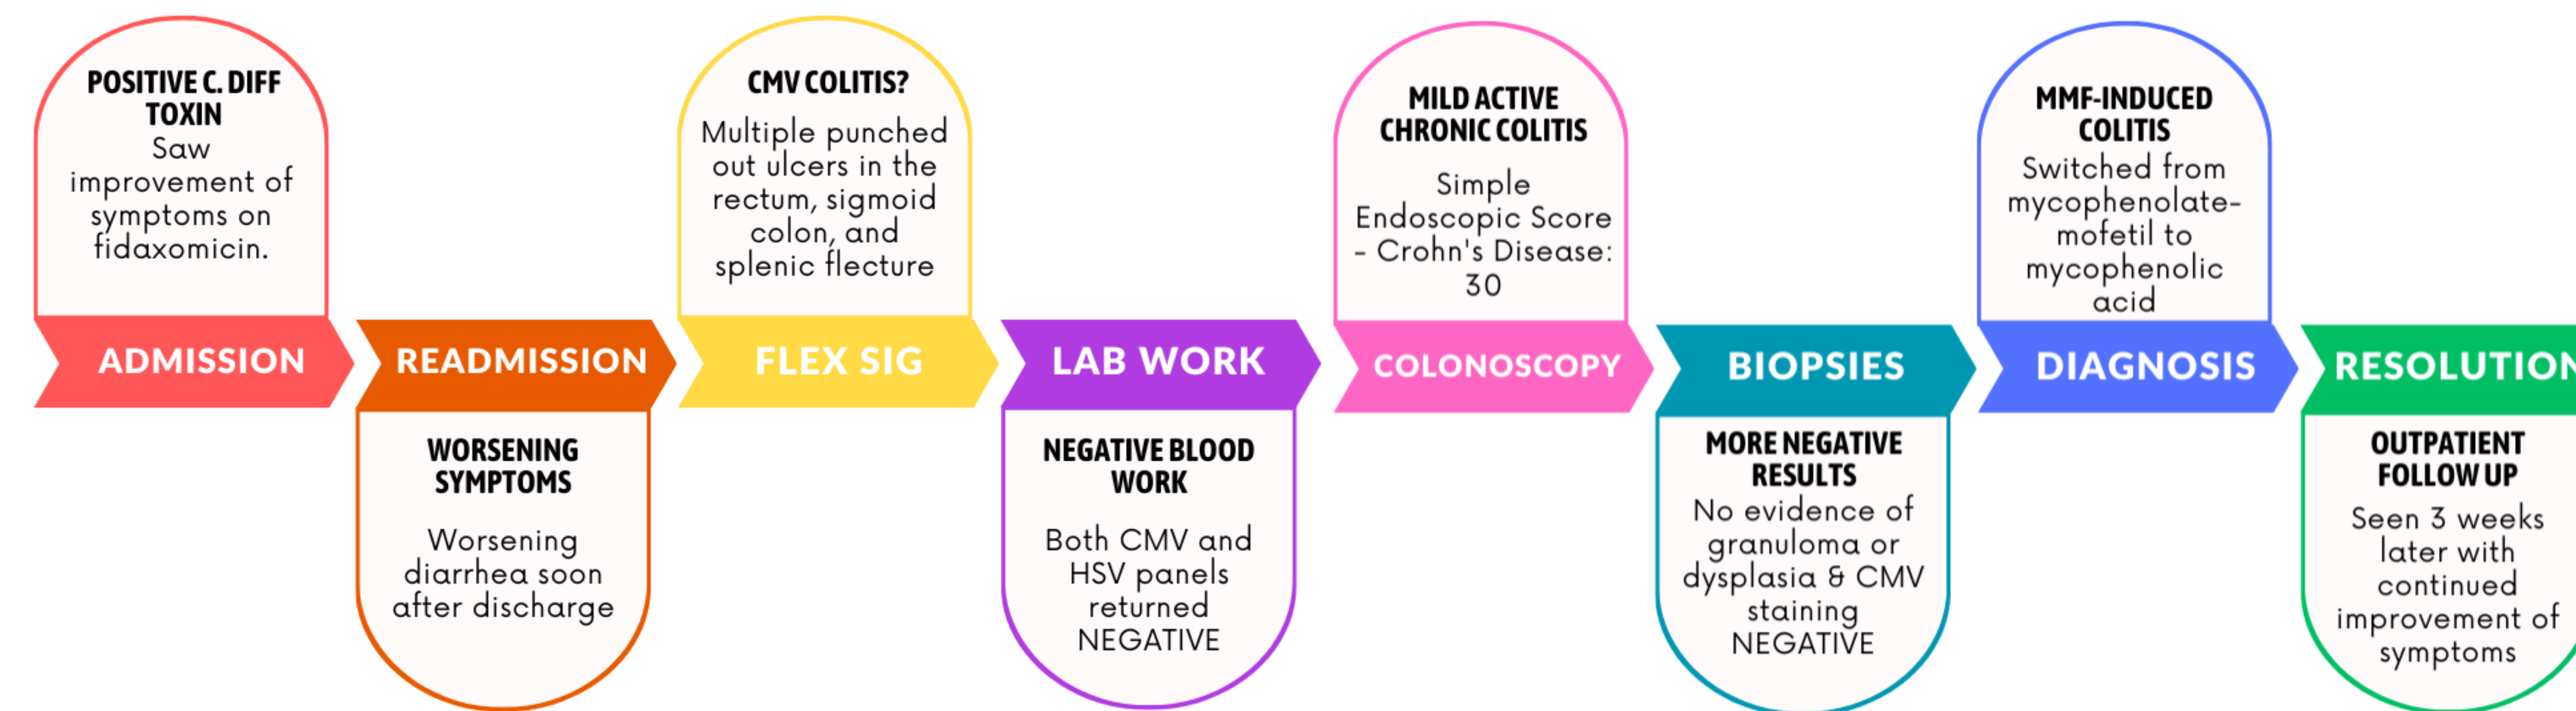 POSITIVE C. DIFF
TOXIN
Saw
improvement of
symptoms on
fidaxomicin.
ADMISSION
READMISSION
WORSENING
SYMPTOMS
Worsening
diarrhea soon
after discharge
CMV COLITIS?
Multiple punched
out ulcers in the
rectum, sigmoid
colon, and
splenic flecture
FLEX SIG
LAB WORK
NEGATIVE BLOOD
WORK
Both CMV and
HSV panels
returned
NEGATIVE
MILD ACTIVE
CHRONIC COLITIS
Simple
Endoscopic Score
- Crohn's Disease:
30
COLONOSCOPY
BIOPSIES
MORE NEGATIVE
RESULTS
No evidence of
granuloma or
dysplasia & CMV
staining
NEGATIVE
MMF-INDUCED
COLITIS
Switched from
mycophenolate-
mofetil to
mycophenolic
acid
DIAGNOSIS
RESOLUTION
OUTPATIENT
FOLLOW UP
Seen 3 weeks
later with
continued
improvement of
symptoms